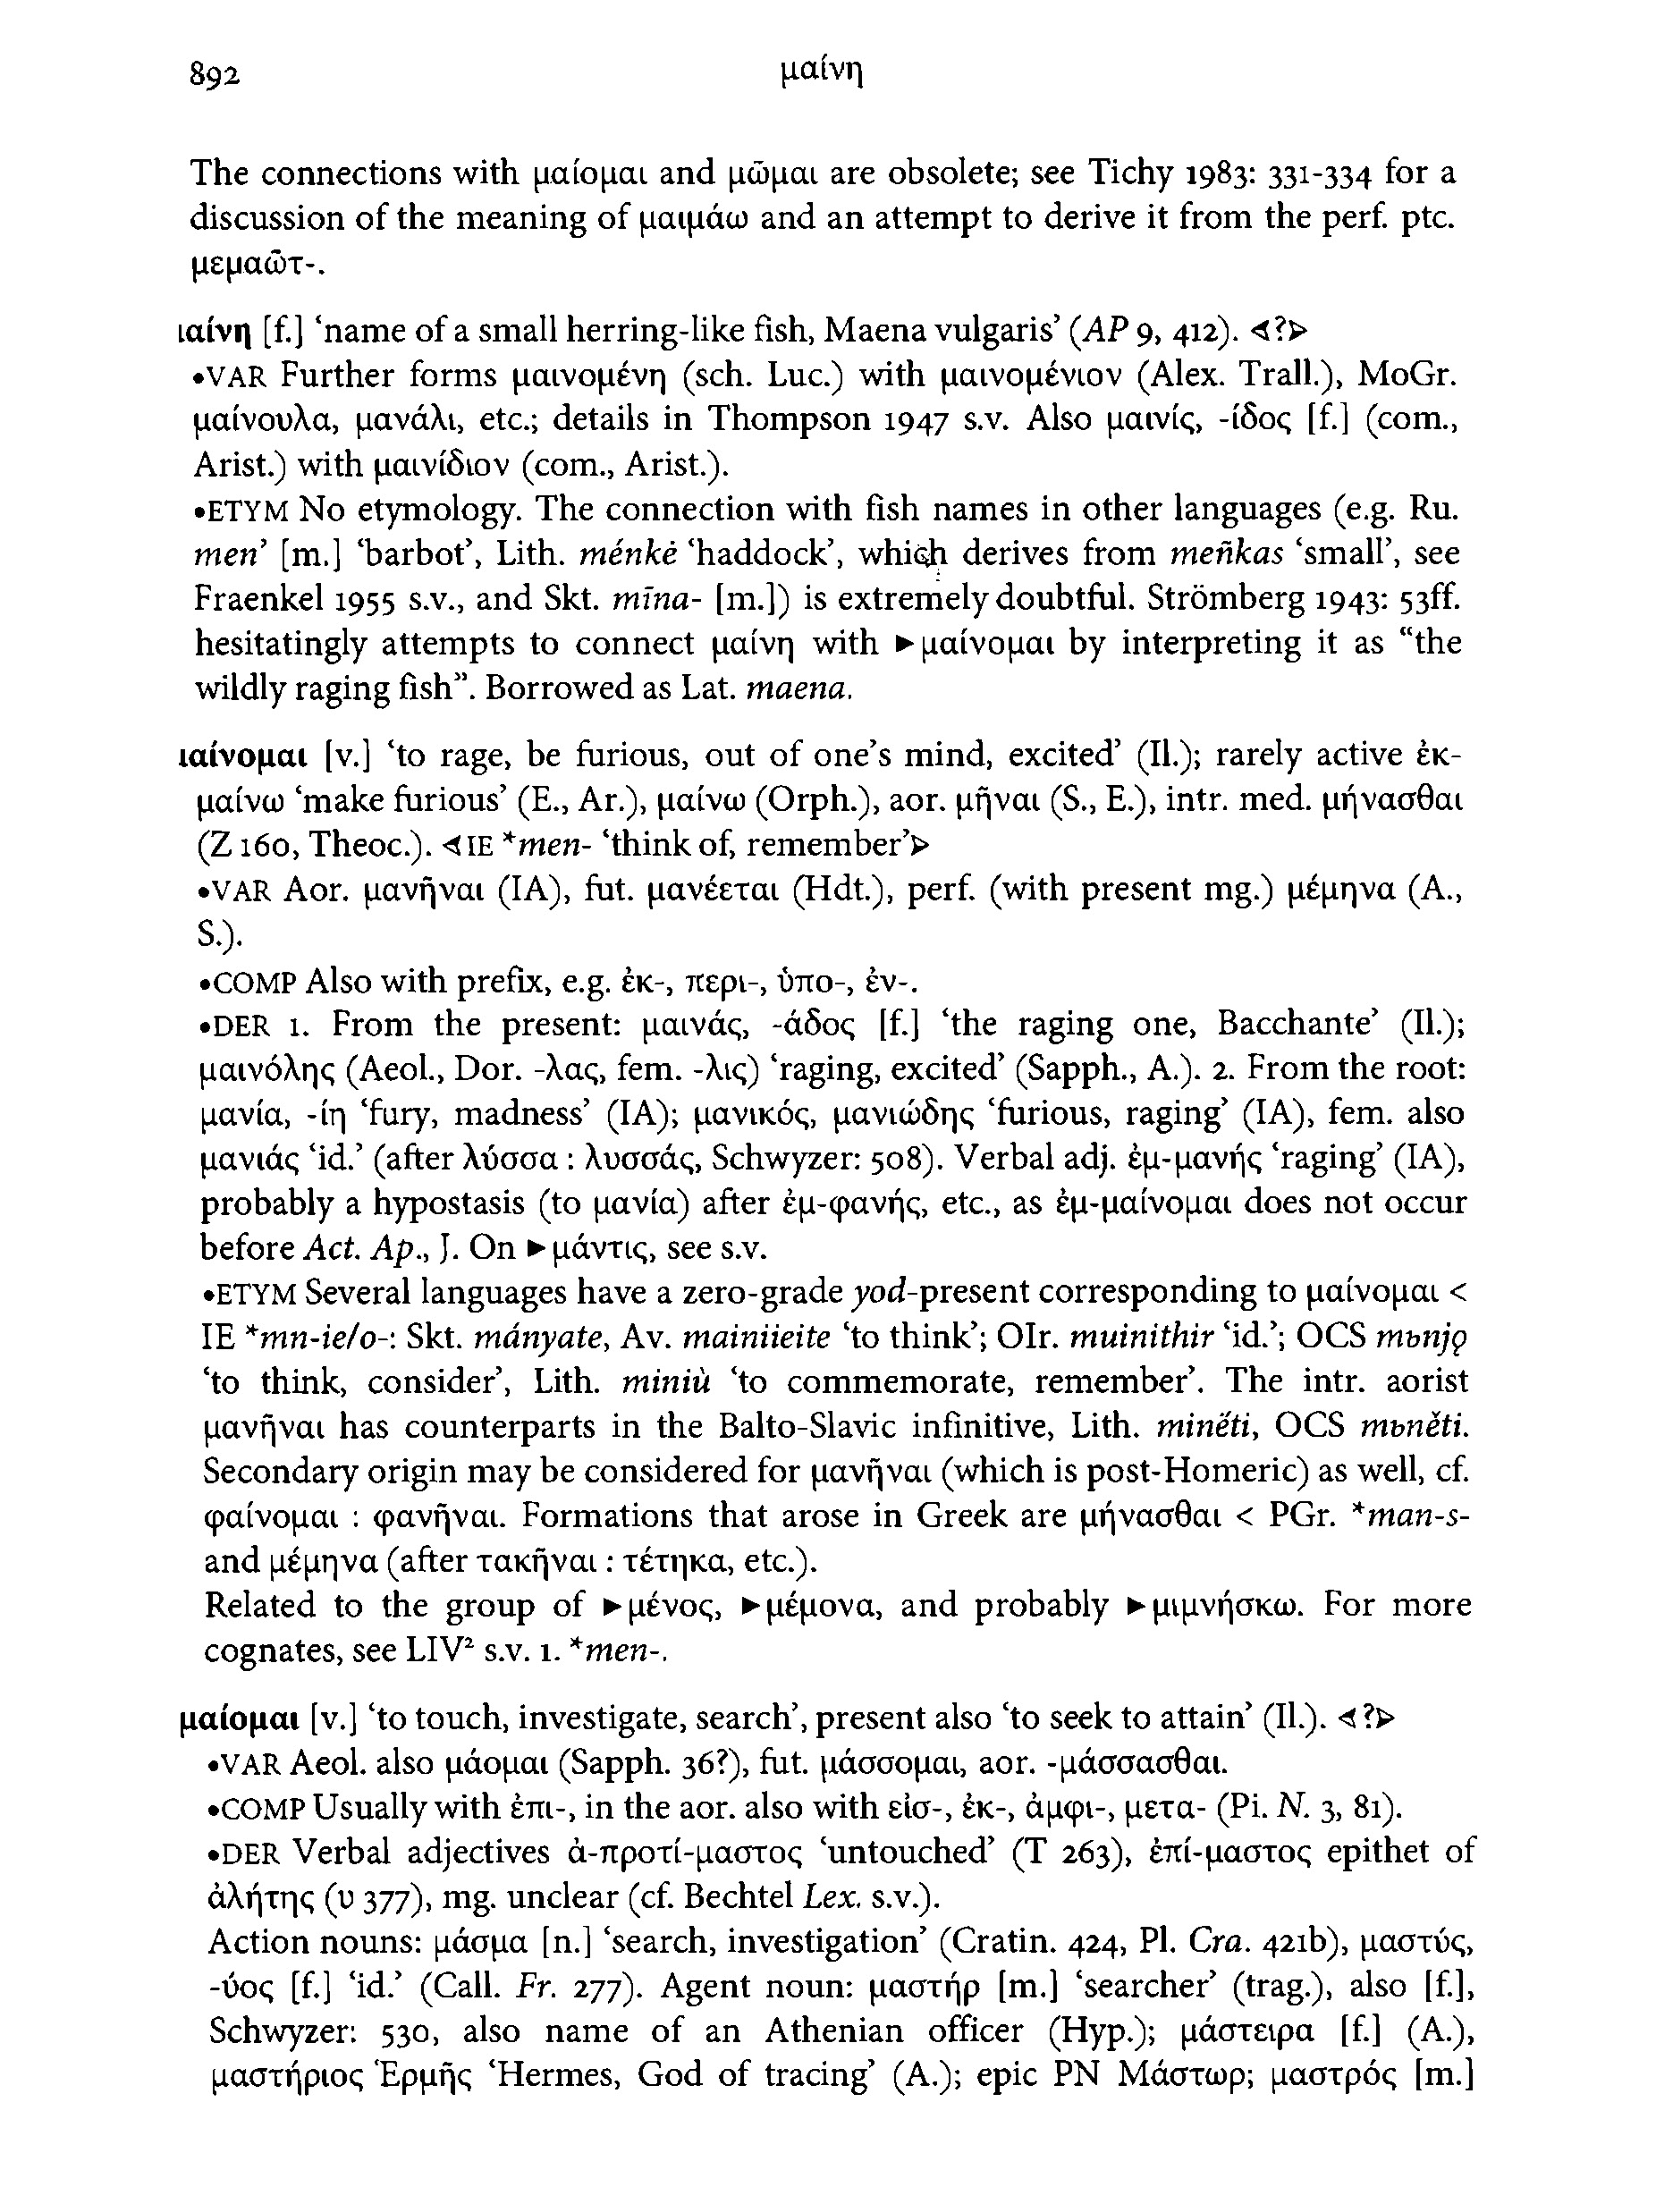 892 μαίνη
The connections with μαίομαι and μῶμαι are obsolete; see Tichy 1983: 331-334 for a
discussion of the meaning of μαιμάω and an attempt to derive it from the perf. ptc.
μεμαῶτ-.
ιαίνη [f.] ‘name of a small herring-like fish, Maena vulgaris’ (AP 9, 412). ⊲?⊳
•VAR Further forms μαινομένη (sch. Luc.) with μαινομένιον (Alex. Trall.), MoGr.
μαίνουλα, μανάλι, etc.; details in Thompson 1947 s.v. Also μαινίς, -ίδος [f.] (com.,
Arist.) with μαινίδιον (com., Arist.).
•ETYM No etymology. The connection with fish names in other languages (e.g. Ru.
men’ [m.] ‘barbot’, Lith. ménkė ‘haddock’, which derives from meñkas ‘small’, see
Fraenkel 1955 s.v., and Skt. mīna- [m.]) is extremely doubtful. Strömberg 1943: 53ff.
hesitatingly attempts to connect μαίνη with ►μαίνομαι by interpreting it as “the
wildly raging fish”. Borrowed as Lat. maena.
ιαίνομαι [v.] ‘to rage, be furious, out of one’s mind, excited’ (Il.); rarely active ἐκ-
μαίνω ‘make furious’ (E., Ar.), μαίνω (Orph.), aor. μῆναι (S., E.), intr. med. μήνασθαι
(Ζ 160, Theoc.). ⊲IE *men- ‘think of, remember’⊳
•VAR Aor. μανῆναι (IA), fut. μανέεται (Hdt.), perf. (with present mg.) μέμηνα (A.,
S.).
•COMP Also with prefix, e.g. ἐκ-, περι-, ὑπο-, ἐν-.
•DER 1. From the present: μαινάς, -άδος [f.] ‘the raging one, Bacchante’ (Il.);
μαινόλης (Aeol., Dor. -λας, fem. -λις) ‘raging, excited’ (Sapph., A.). 2. From the root:
μανία, -ίη ‘fury, madness’ (IA); μανικός, μανιώδης ‘furious, raging’ (IA), fem. also
μανιάς ‘id.’ (after λύσσα : λυσσάς, Schwyzer: 508). Verbal adj. ἐμ-μανής ‘raging’ (IA),
probably a hypostasis (to μανία) after ἐμ-φανής, etc., as ἐμ-μαίνομαι does not occur
before Act. Ap., J. On ►μάντις, see s.v.
•ETYM Several languages have a zero-grade yod-present corresponding to μαίνομαι <
IE *mn-ie/o-: Skt. mányate, Av. mainiieite ‘to think’; OIr. muinithir ‘id.’; OCS mьnjǫ
‘to think, consider’, Lith. miniù ‘to commemorate, remember’. The intr. aorist
μανῆναι has counterparts in the Balto-Slavic infinitive, Lith. minė́ti, OCS mьněti.
Secondary origin may be considered for μανῆναι (which is post-Homeric) as well, cf.
φαίνομαι : φανῆναι. Formations that arose in Greek are μήνασθαι < PGr. *man-s-
and μέμηνα (after τακῆναι : τέτηκα, etc.).
Related to the group of ►μένος, ►μέμονα, and probably ►μιμνήσκω. For more
cognates, see LIV² s.v. 1. *men-.
μαίομαι [v.] ‘to touch, investigate, search’, present also ‘to seek to attain’ (Il.). ⊲?⊳
•VAR Aeol. also μάομαι (Sapph. 36?), fut. μάσσομαι, aor. -μάσσασθαι.
•COMP Usually with ἐπι-, in the aor. also with εἰσ-, ἐκ-, ἀμφι-, μετα- (Pi. N. 3, 81).
•DER Verbal adjectives ἀ-προτί-μαστος ‘untouched’ (Τ 263), ἐπί-μαστος epithet of
ἀλήτης (υ 377), mg. unclear (cf. Bechtel Lex. s.v.).
Action nouns: μάσμα [n.] ‘search, investigation’ (Cratin. 424, Pl. Cra. 421b), μαστύς,
-ύος [f.] ‘id.’ (Call. Fr. 277). Agent noun: μαστήρ [m.] ‘searcher’ (trag.), also [f.],
Schwyzer: 530, also name of an Athenian officer (Hyp.); μάστειρα [f.] (A.),
μαστήριος Ἑρμῆς ‘Hermes, God of tracing’ (A.); epic PN Μάστωρ; μαστρός [m.]